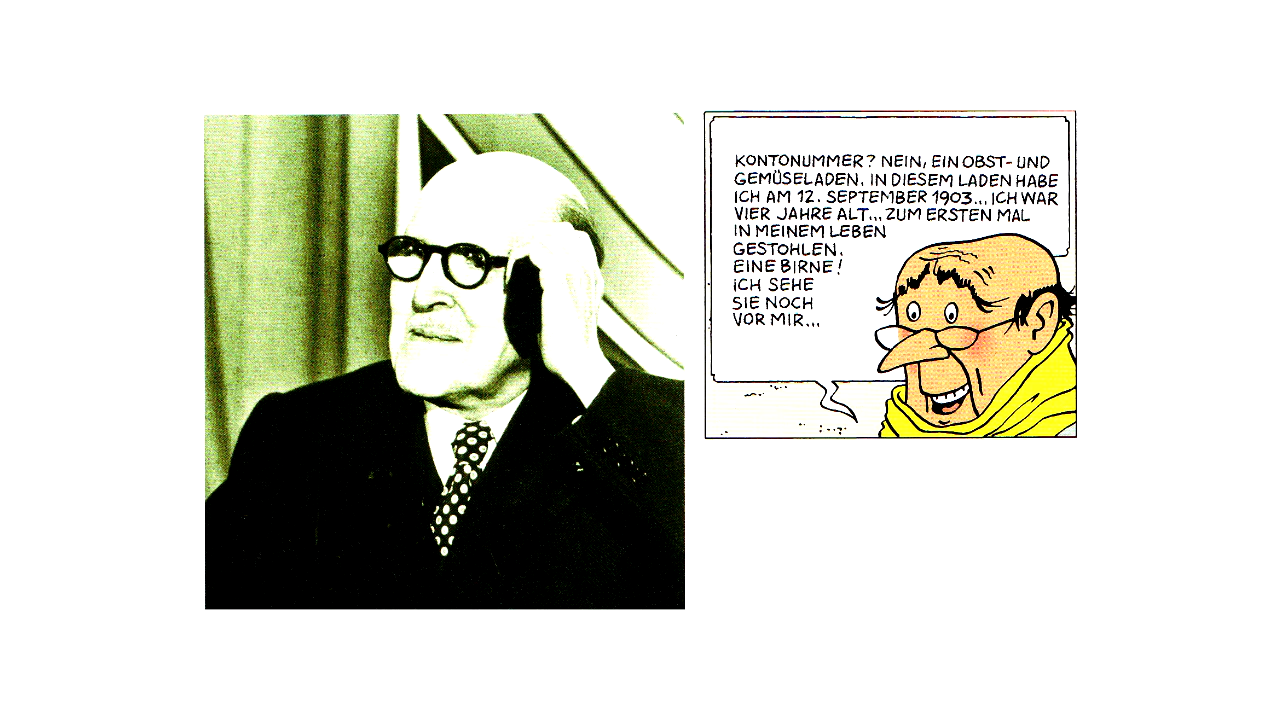 KONTONUMMER? NEIN, EIN OBST- UND
GEMÜSELADEN. IN DIESEM LADEN HABE
ICH AM 12. SEPTEMBER 1903... ICH WAR
VIER JAHRE ALT... ZUM ERSTEN MAL
IN MEINEM LEBEN
GESTOHLEN.
EINE BIRNE!
ICH SEHE
SIE NOCH
VOR MIR...